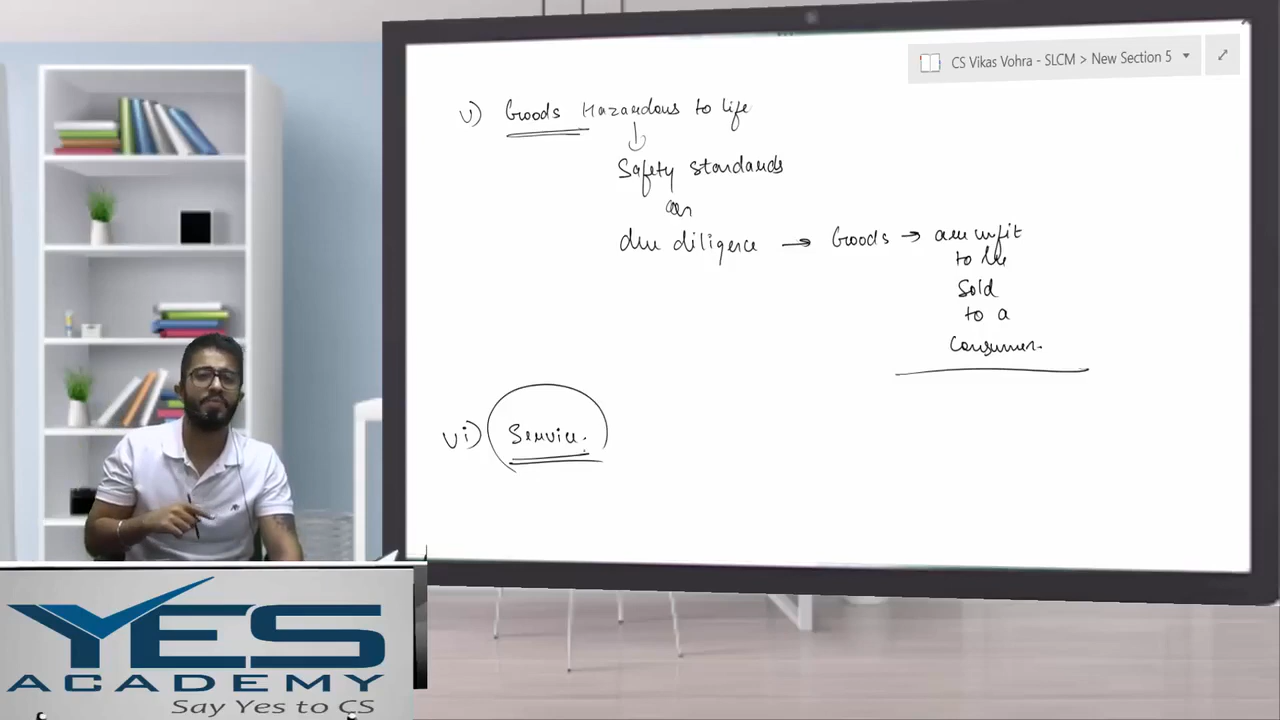 CS Vikas Vohra - SLCM > New Section 5
v) Goods Hazardous to life
Safety standards
or
due diligence → Goods → are unfit
to be
sold
to a
consumer.
vi) Service.
YES
ACADEMY
Say Yes to CS